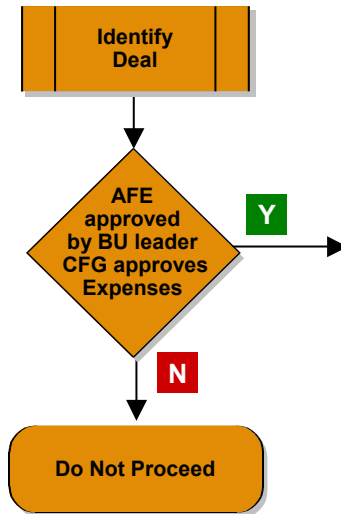 Identify
Deal
AFE
approved
by BU leader
CFG approves
Expenses
Y
N
Do Not Proceed